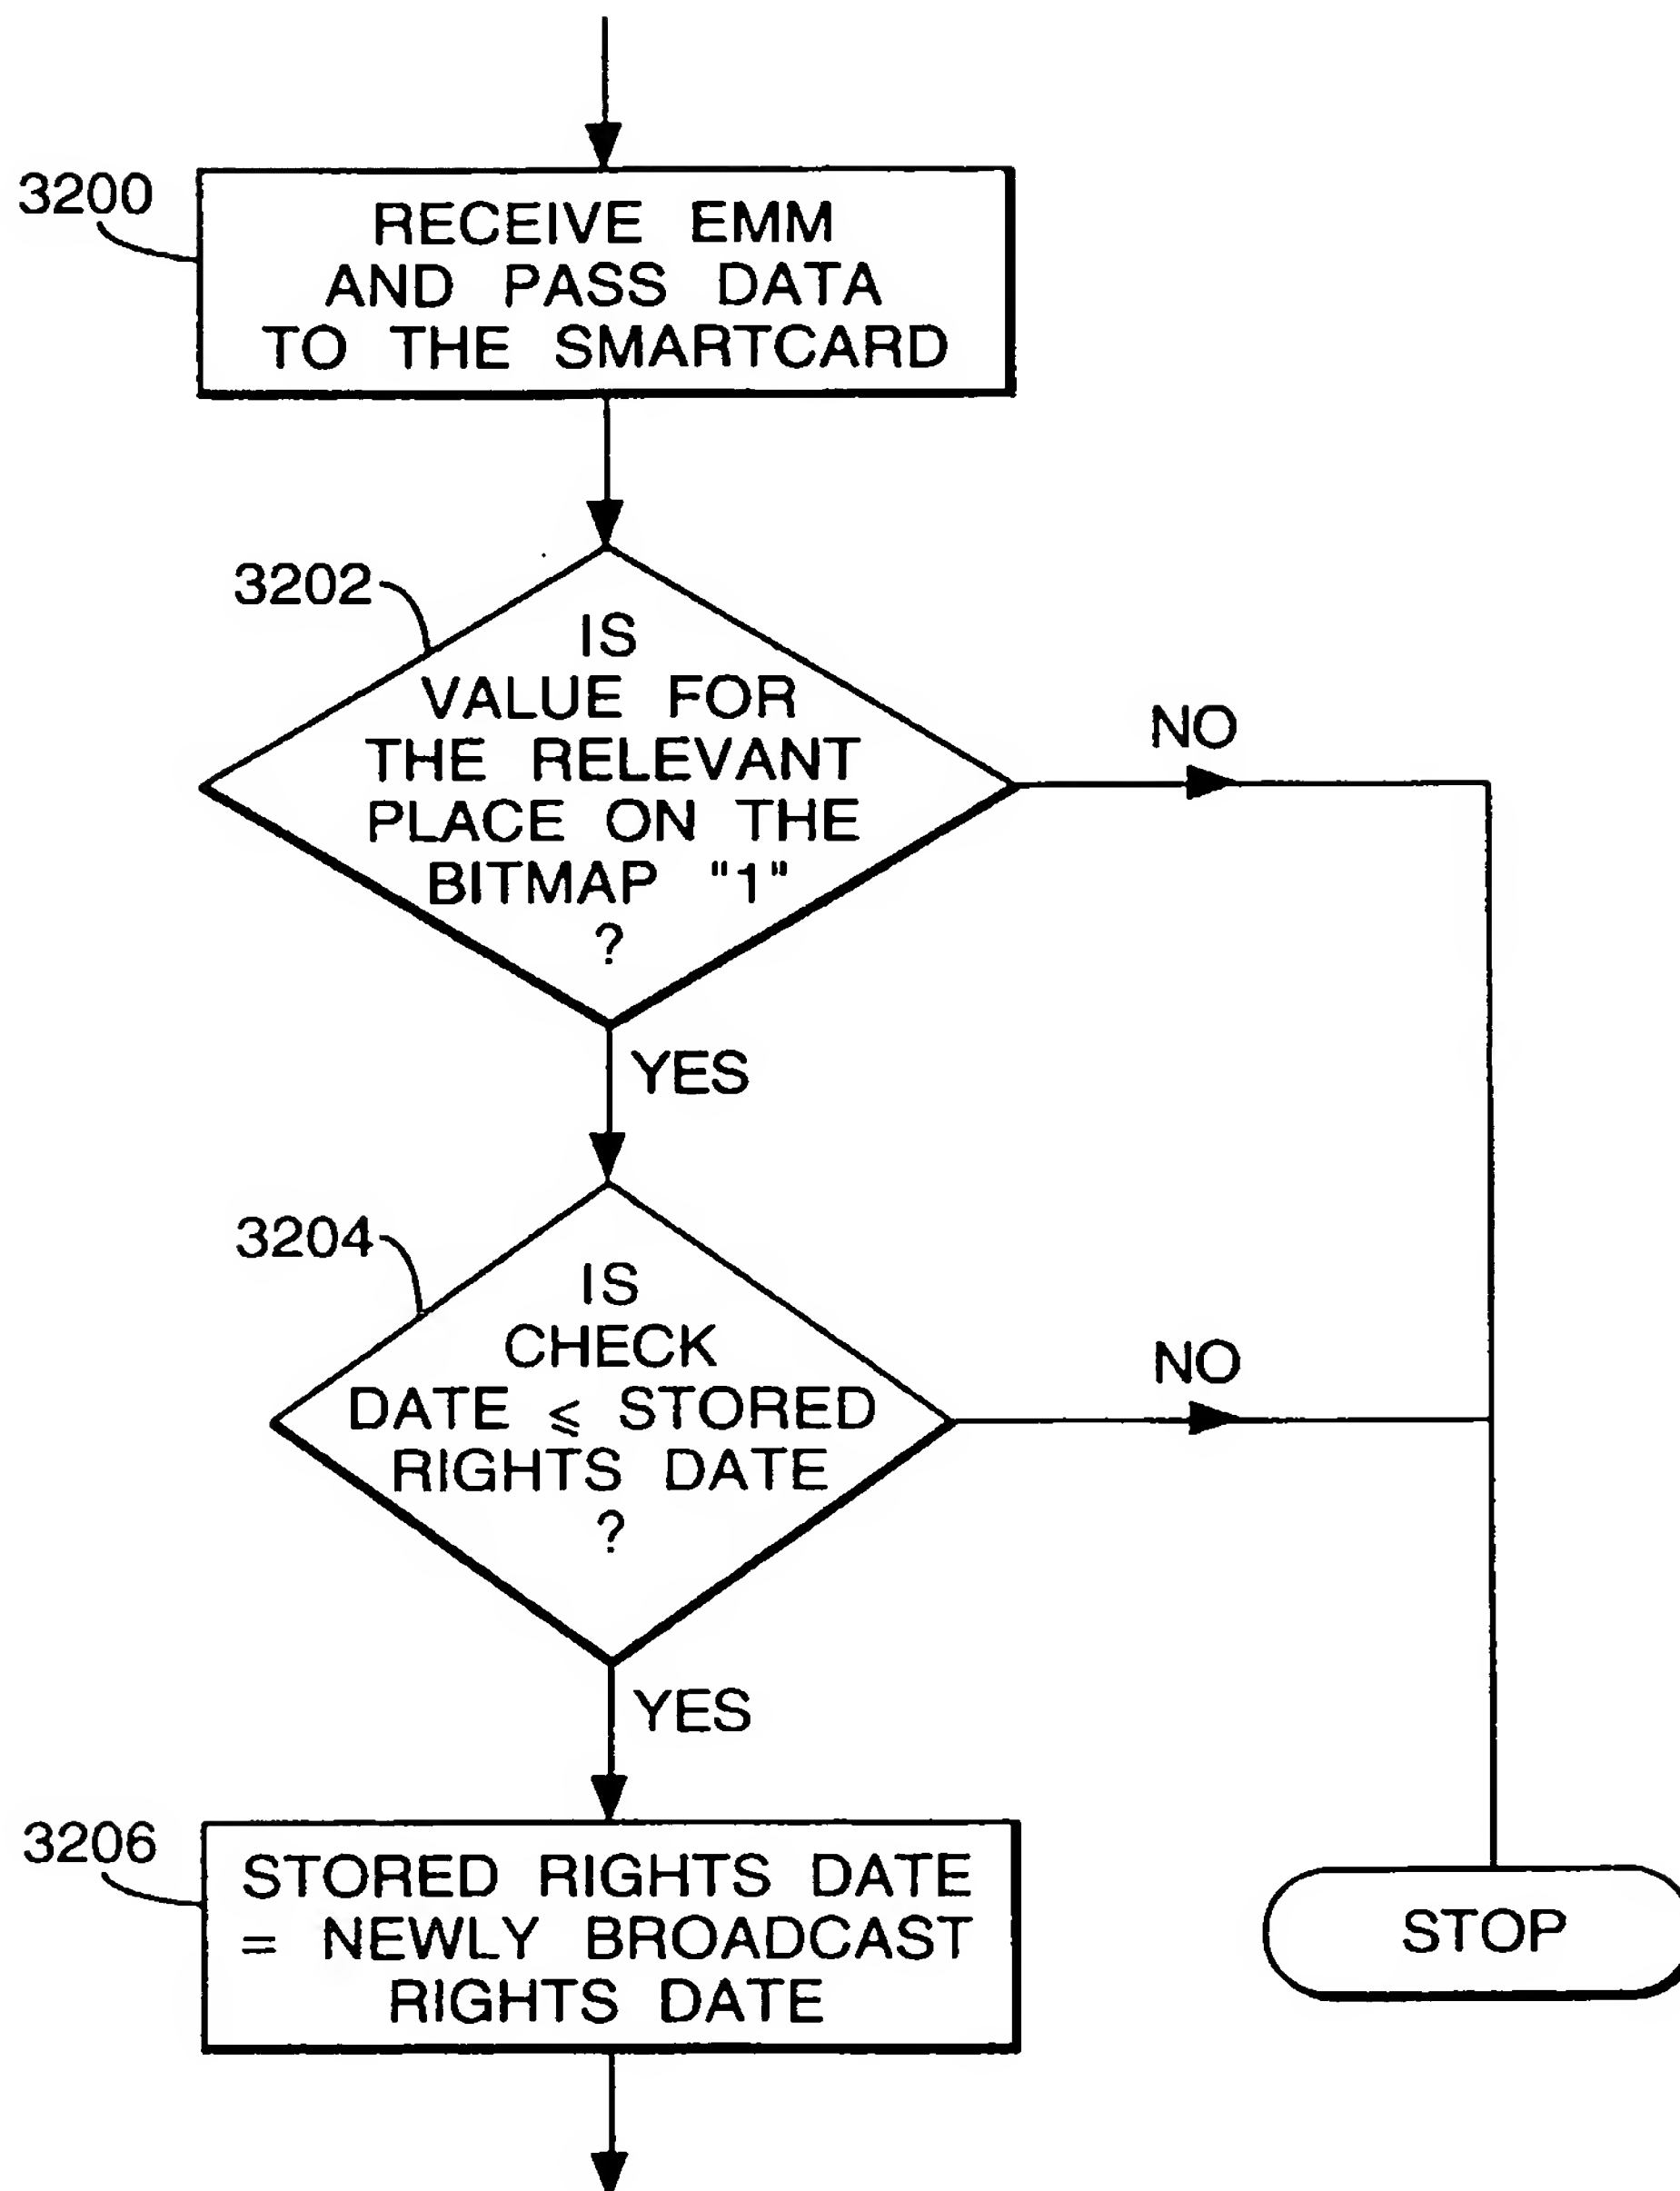 3200
RECEIVE EMM
AND PASS DATA
TO THE SMARTCARD
3202
IS
VALUE FOR
THE RELEVANT
PLACE ON THE
BITMAP "1"
?
NO
YES
3204
IS
CHECK
DATE ⩽ STORED
RIGHTS DATE
?
NO
YES
3206
STORED RIGHTS DATE
= NEWLY BROADCAST
RIGHTS DATE
STOP